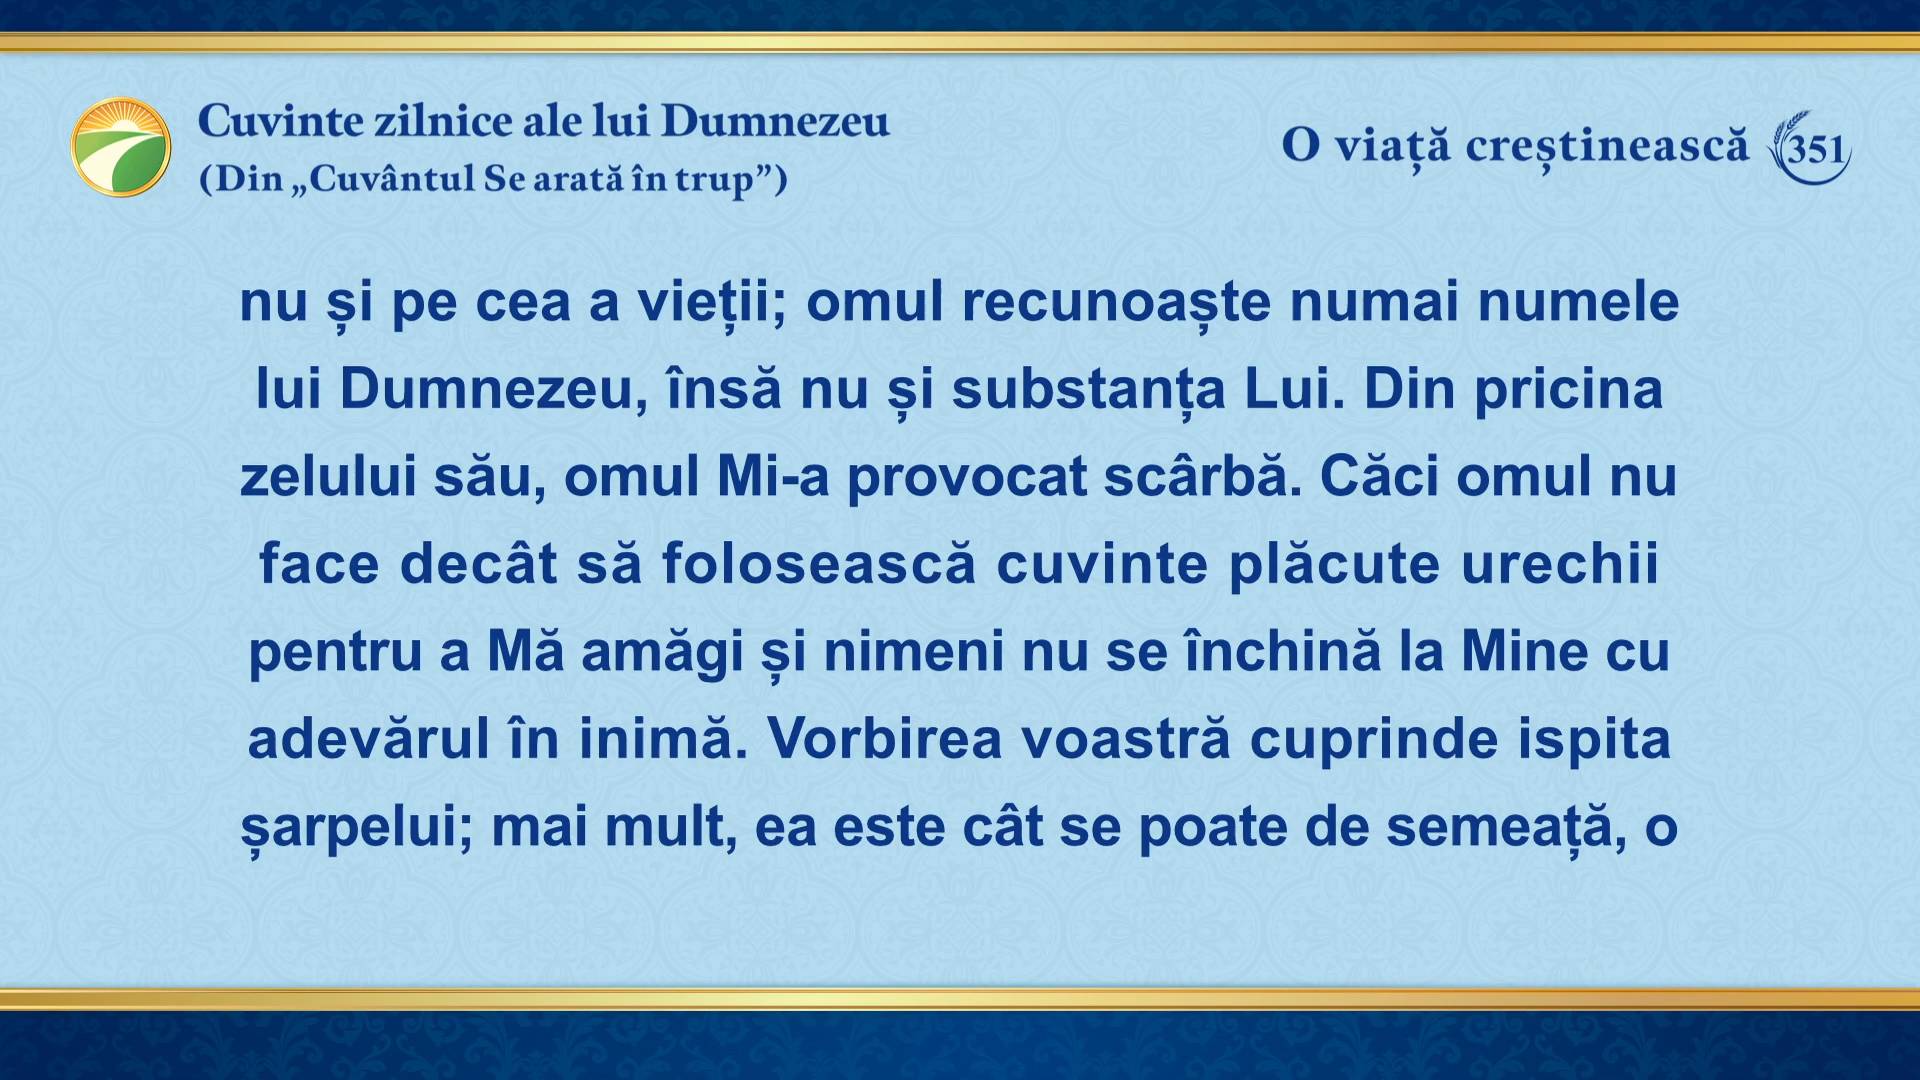 Cuvinte zilnice ale lui Dumnezeu
(Din „Cuvântul Se arată în trup”)
O viață creștinească 351
nu și pe cea a vieții; omul recunoaște numai numele
lui Dumnezeu, însă nu și substanța Lui. Din pricina
zelului său, omul Mi-a provocat scârbă. Căci omul nu
face decât să folosească cuvinte plăcute urechii
pentru a Mă amăgi și nimeni nu se închină la Mine cu
adevărul în inimă. Vorbirea voastră cuprinde ispita
șarpelui; mai mult, ea este cât se poate de semeață, o